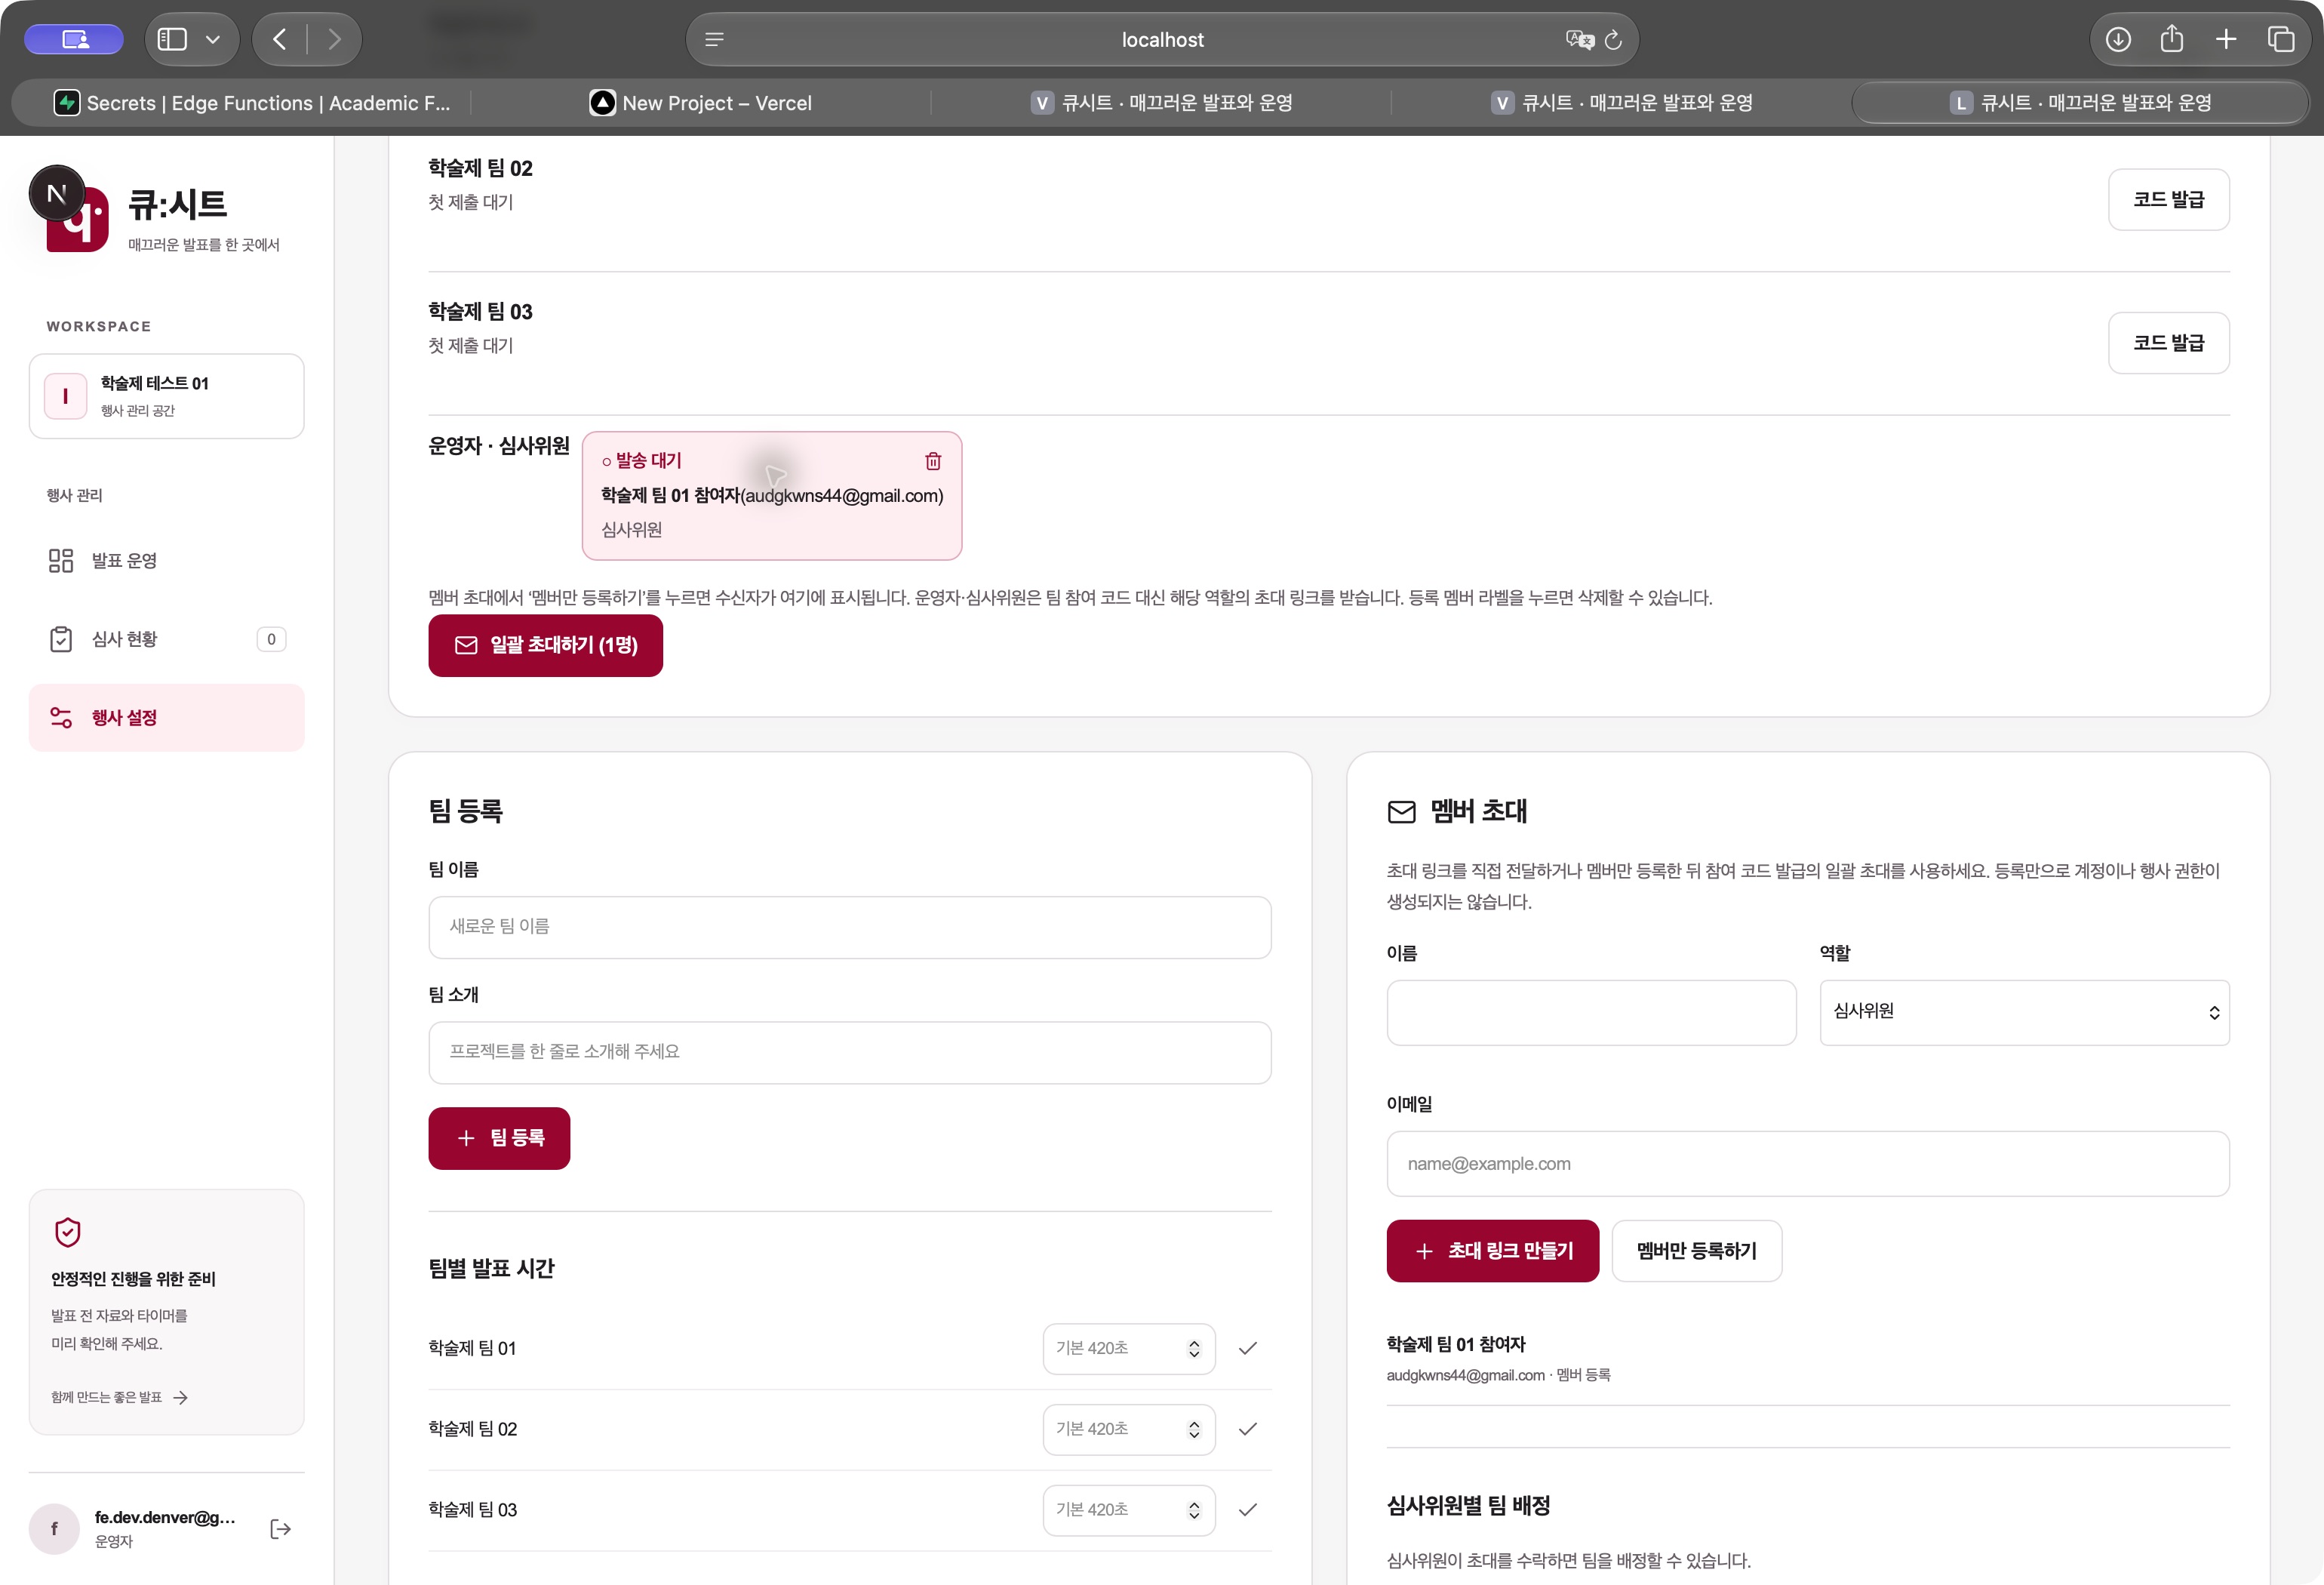 localhost
Secrets | Edge Functions | Academic F...
New Project – Vercel
V 큐시트 · 매끄러운 발표와 운영
V 큐시트 · 매끄러운 발표와 운영
L 큐시트 · 매끄러운 발표와 운영
N
큐:시트
매끄러운 발표를 한 곳에서
WORKSPACE
I
학술제 테스트 01
행사 관리 공간
행사 관리
발표 운영
심사 현황
0
행사 설정
안정적인 진행을 위한 준비
발표 전 자료와 타이머를
미리 확인해 주세요.
함께 만드는 좋은 발표
f
fe.dev.denver@g...
운영자
학술제 팀 02
첫 제출 대기
코드 발급
학술제 팀 03
첫 제출 대기
코드 발급
운영자 · 심사위원
○ 발송 대기
학술제 팀 01 참여자(audgkwns44@gmail.com)
심사위원
멤버 초대에서 ‘멤버만 등록하기’를 누르면 수신자가 여기에 표시됩니다. 운영자·심사위원은 팀 참여 코드 대신 해당 역할의 초대 링크를 받습니다. 등록 멤버 라벨을 누르면 삭제할 수 있습니다.
일괄 초대하기 (1명)
팀 등록
팀 이름
새로운 팀 이름
팀 소개
프로젝트를 한 줄로 소개해 주세요
팀 등록
팀별 발표 시간
학술제 팀 01
기본 420초
학술제 팀 02
기본 420초
학술제 팀 03
기본 420초
멤버 초대
초대 링크를 직접 전달하거나 멤버만 등록한 뒤 참여 코드 발급의 일괄 초대를 사용하세요. 등록만으로 계정이나 행사 권한이
생성되지는 않습니다.
이름
역할
심사위원
이메일
name@example.com
초대 링크 만들기
멤버만 등록하기
학술제 팀 01 참여자
audgkwns44@gmail.com · 멤버 등록
심사위원별 팀 배정
심사위원이 초대를 수락하면 팀을 배정할 수 있습니다.